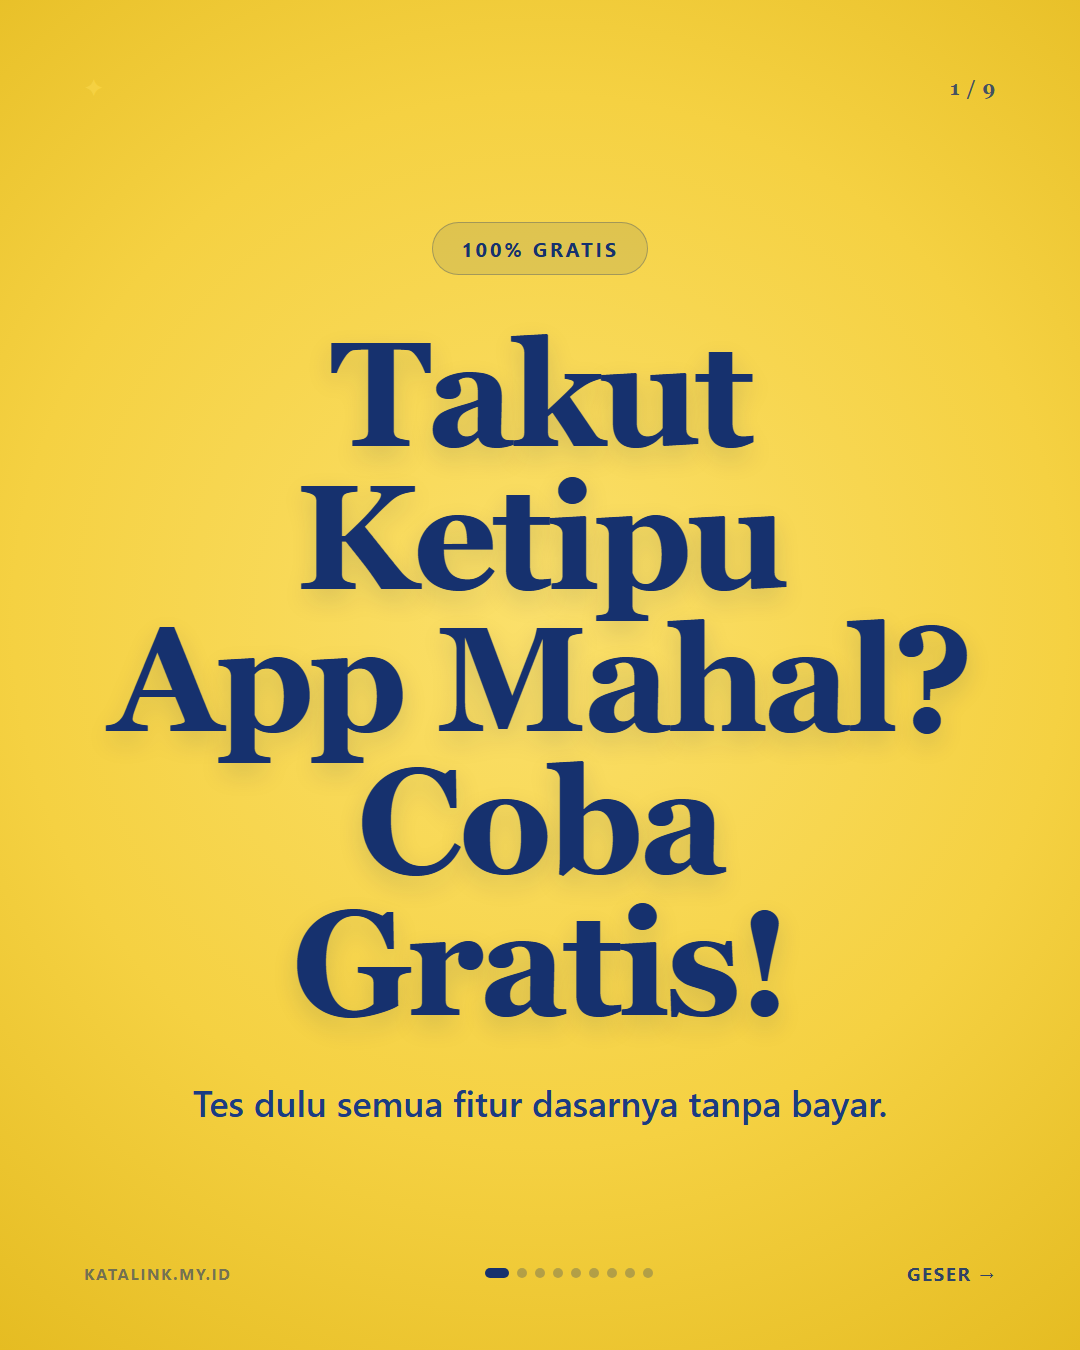 1 / 9
100% GRATIS
Takut
Ketipu
App Mahal?
Coba
Gratis!
Tes dulu semua fitur dasarnya tanpa bayar.
KATALINK.MY.ID
GESER →